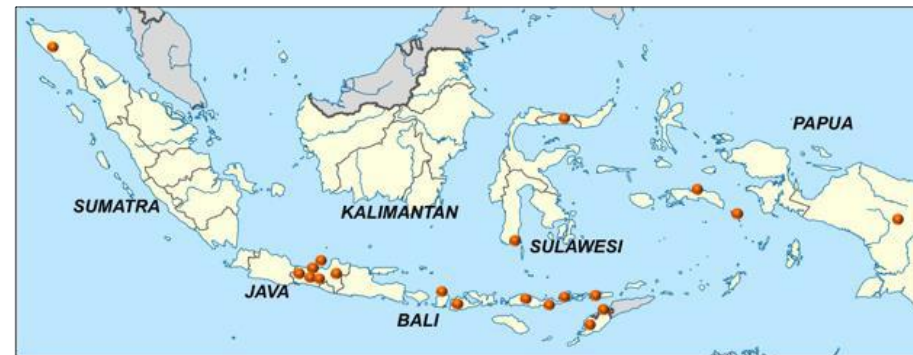 PAPUA
SUMATRA
KALIMANTAN
SULAWESI
JAVA
BALI